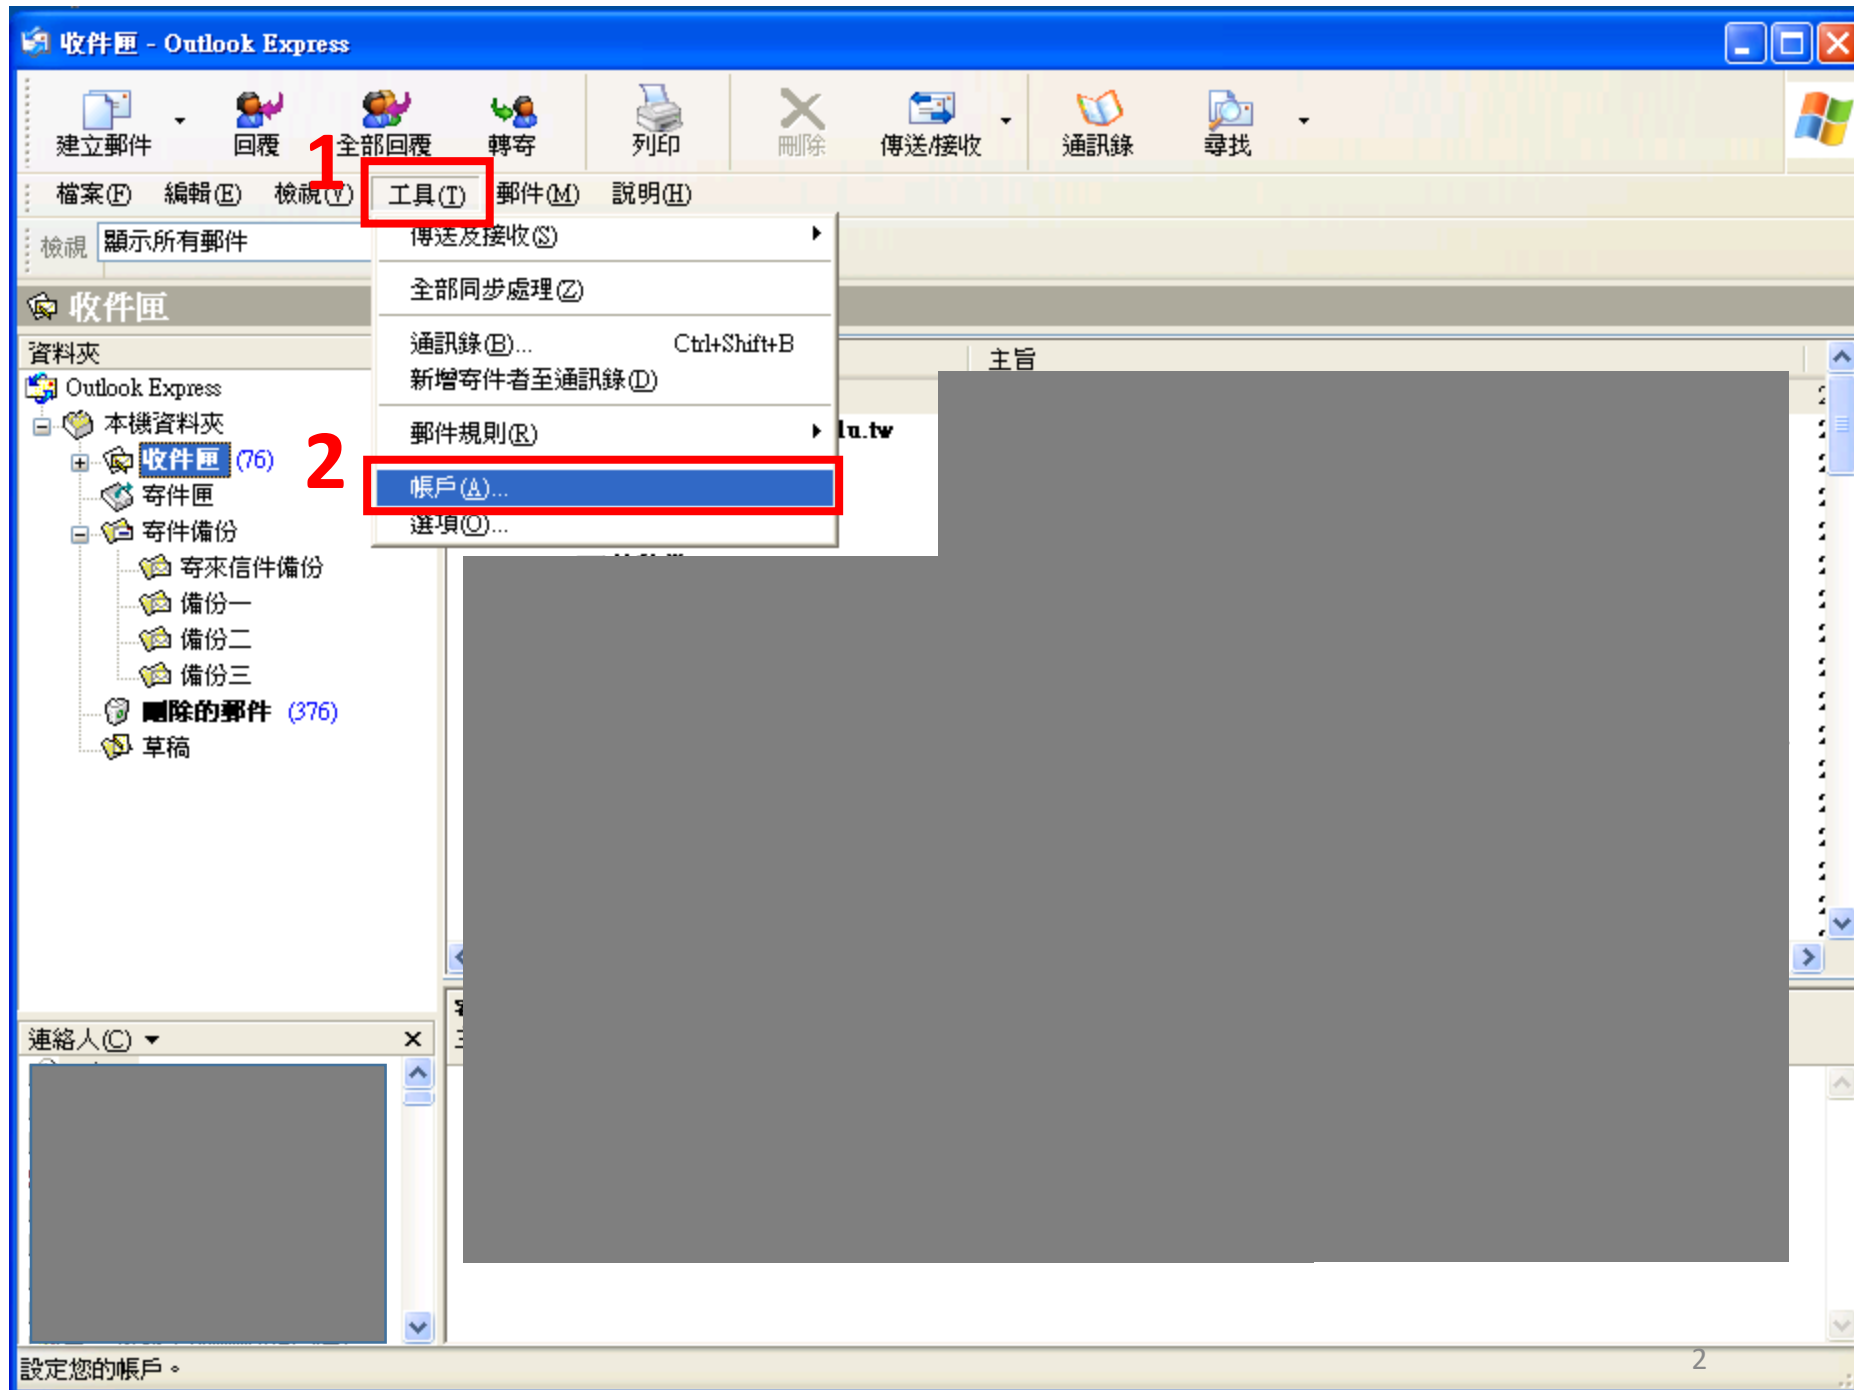 收件匣 - Outlook Express
建立郵件 回覆 全部回覆 轉寄 列印 刪除 傳送/接收 通訊錄 尋找
1
檔案(F) 編輯(E) 檢視(V) 工具(T) 郵件(M) 說明(H)
檢視 顯示所有郵件
傳送及接收(S)
全部同步處理(Z)
通訊錄(B)... Ctrl+Shift+B
新增寄件者至通訊錄(D)
郵件規則(R)
2
帳戶(A)...
選項(O)...
收件匣
主旨
lu.tw
資料夾
Outlook Express
本機資料夾
收件匣 (76)
寄件匣
寄件備份
寄來信件備份
備份一
備份二
備份三
刪除的郵件 (376)
草稿
連絡人(C)
設定您的帳戶。
2